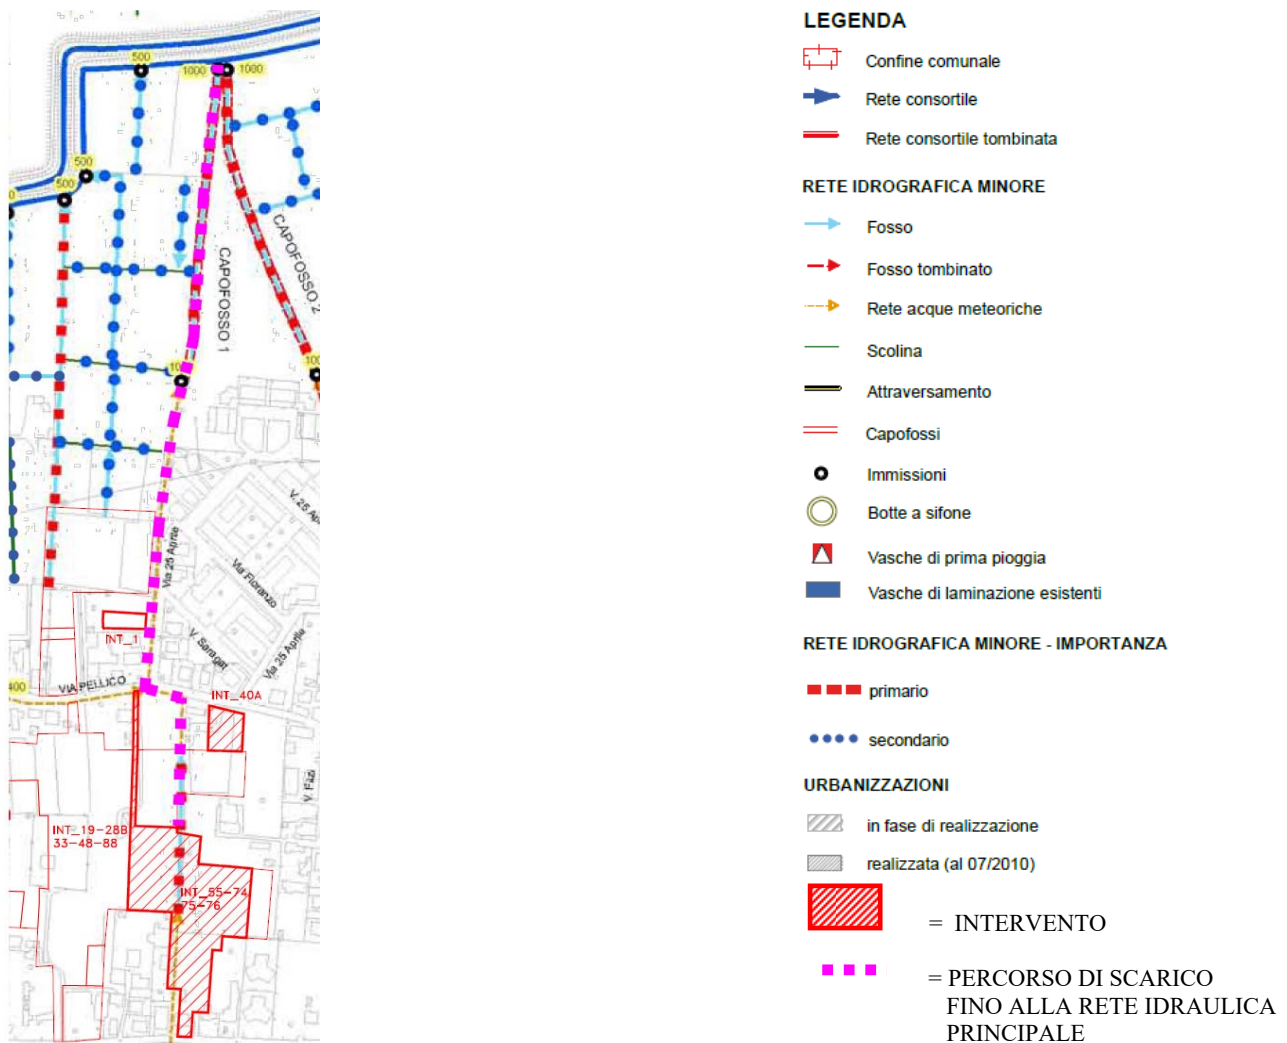 500
1000
1000
500
500
CAPOFOSSO 1
CAPOFOSSO 2
Via 25 Aprile
Via Fioranzo
V. Saragat
Via 25 Aprile
INT_1
VIA PELLICO
INT_40A
V. Fazi
INT_19-28B
33-48-88
INT_55-74
75-76
LEGENDA
Confine comunale
Rete consortile
Rete consortile tombinata
RETE IDROGRAFICA MINORE
Fosso
Fosso tombinato
Rete acque meteoriche
Scolina
Attraversamento
Capofossi
Immissioni
Botte a sifone
Vasche di prima pioggia
Vasche di laminazione esistenti
RETE IDROGRAFICA MINORE - IMPORTANZA
primario
secondario
URBANIZZAZIONI
in fase di realizzazione
realizzata (al 07/2010)
= INTERVENTO
= PERCORSO DI SCARICO
FINO ALLA RETE IDRAULICA
PRINCIPALE